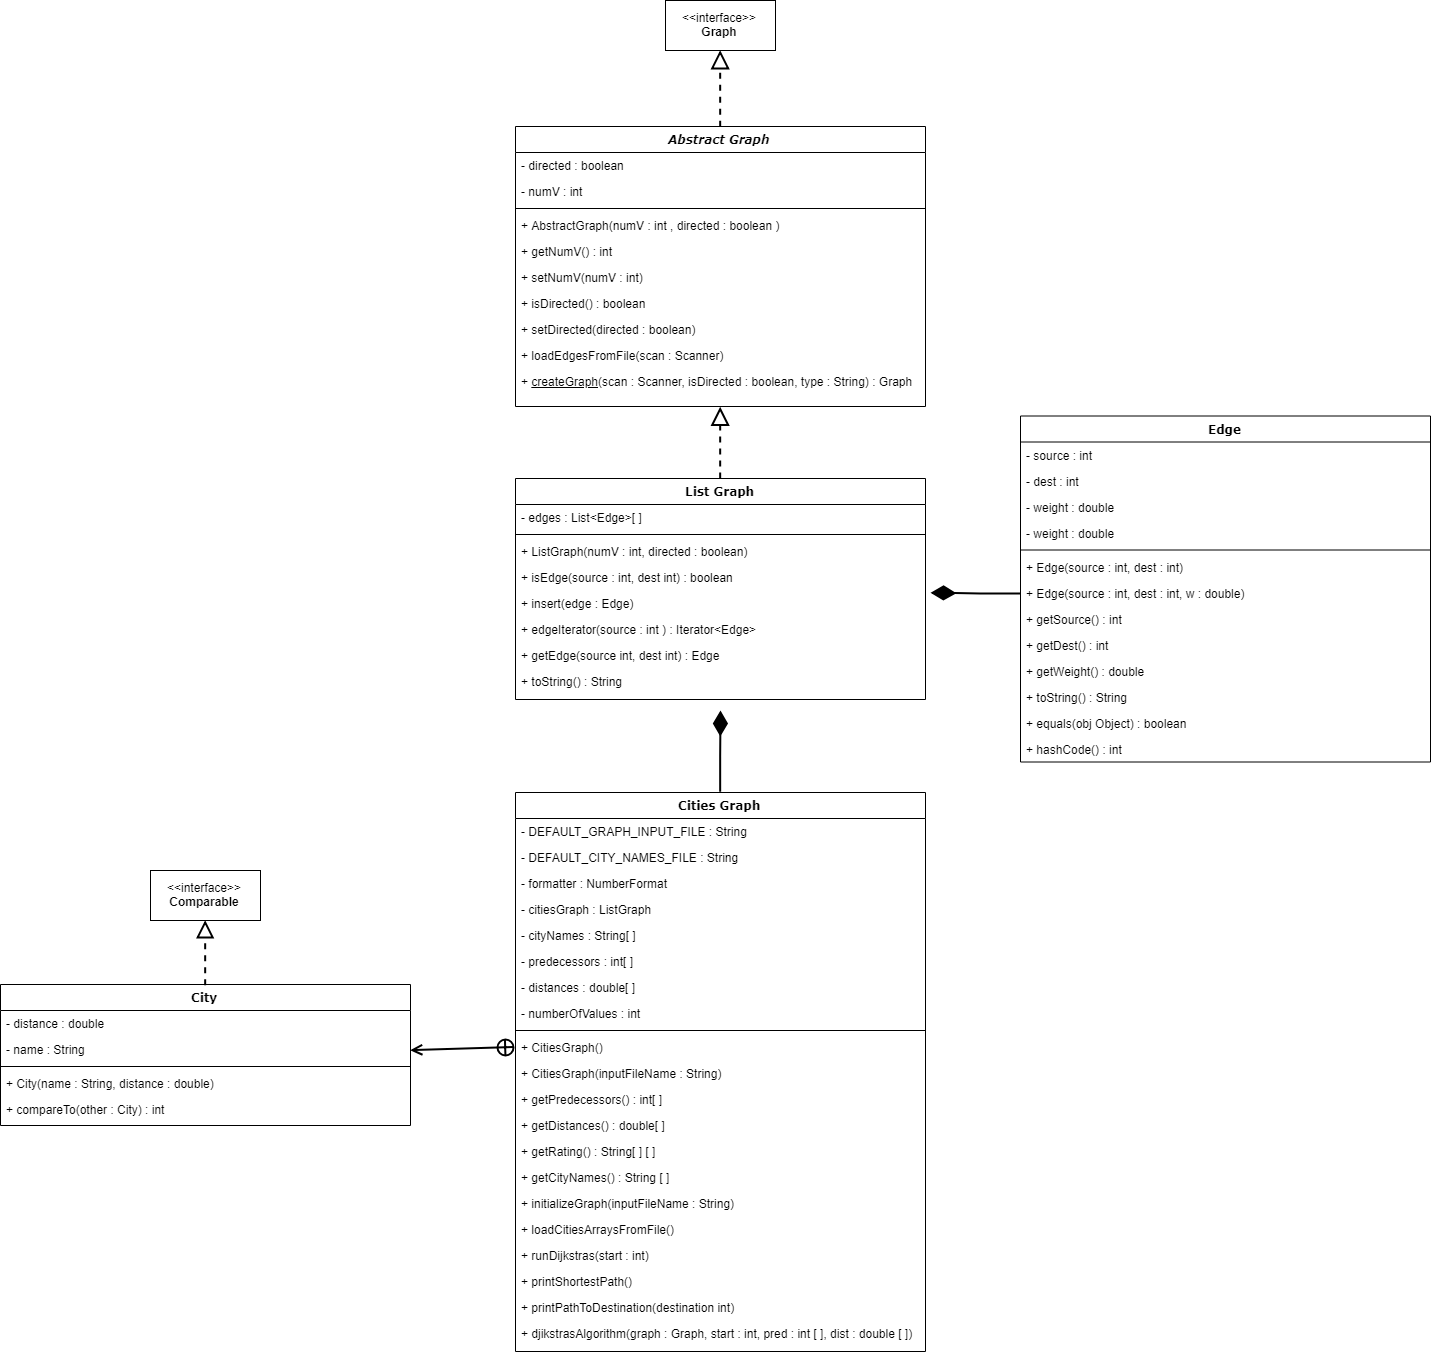 <<interface>>
Graph
Abstract Graph
- directed : boolean
- numV : int
+ AbstractGraph(numV : int , directed : boolean )
+ getNumV() : int
+ setNumV(numV : int)
+ isDirected() : boolean
+ setDirected(directed : boolean)
+ loadEdgesFromFile(scan : Scanner)
+ createGraph(scan : Scanner, isDirected : boolean, type : String) : Graph
List Graph
- edges : List<Edge>[ ]
+ ListGraph(numV : int, directed : boolean)
+ isEdge(source : int, dest int) : boolean
+ insert(edge : Edge)
+ edgeIterator(source : int ) : Iterator<Edge>
+ getEdge(source int, dest int) : Edge
+ toString() : String
Edge
- source : int
- dest : int
- weight : double
- weight : double
+ Edge(source : int, dest : int)
+ Edge(source : int, dest : int, w : double)
+ getSource() : int
+ getDest() : int
+ getWeight() : double
+ toString() : String
+ equals(obj Object) : boolean
+ hashCode() : int
Cities Graph
- DEFAULT_GRAPH_INPUT_FILE : String
- DEFAULT_CITY_NAMES_FILE : String
- formatter : NumberFormat
- citiesGraph : ListGraph
- cityNames : String[ ]
- predecessors : int[ ]
- distances : double[ ]
- numberOfValues : int
+ CitiesGraph()
+ CitiesGraph(inputFileName : String)
+ getPredecessors() : int[ ]
+ getDistances() : double[ ]
+ getRating() : String[ ] [ ]
+ getCityNames() : String [ ]
+ initializeGraph(inputFileName : String)
+ loadCitiesArraysFromFile()
+ runDijkstras(start : int)
+ printShortestPath()
+ printPathToDestination(destination int)
+ djikstrasAlgorithm(graph : Graph, start : int, pred : int [ ], dist : double [ ])
<<interface>>
Comparable
City
- distance : double
- name : String
+ City(name : String, distance : double)
+ compareTo(other : City) : int